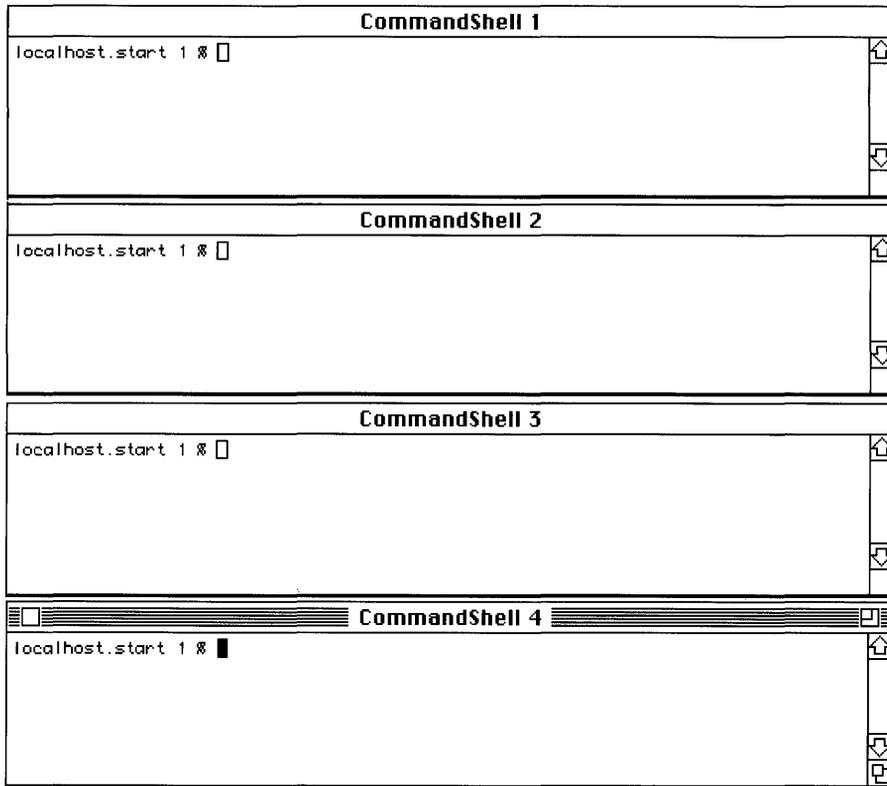 CommandShell 1
localhost.start 1 %
CommandShell 2
localhost.start 1 %
CommandShell 3
localhost.start 1 %
CommandShell 4
localhost.start 1 %